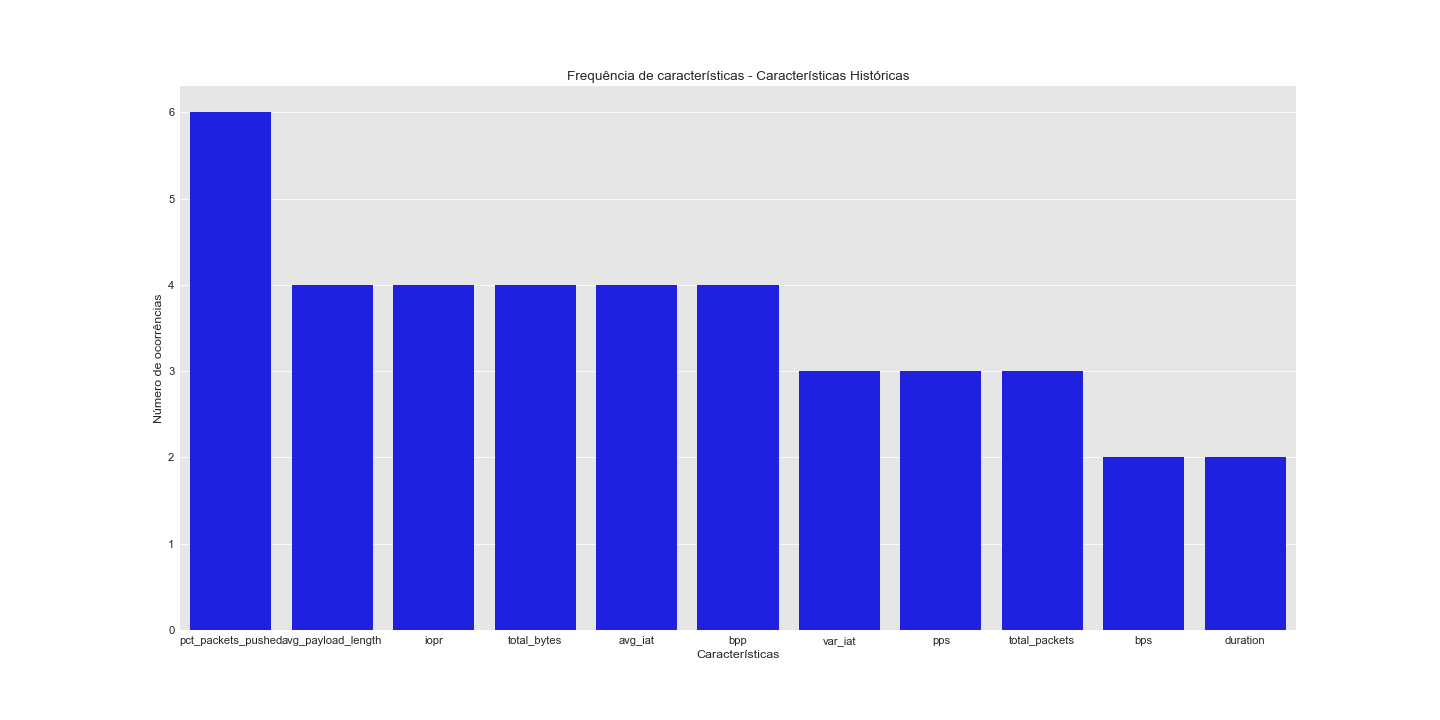 Frequência de características - Características Históricas
6
5
4
3
2
1
0
Número de ocorrências
pct_packets_pushed avg_payload_length iopr total_bytes avg_iat bpp var_iat pps total_packets bps duration
Características